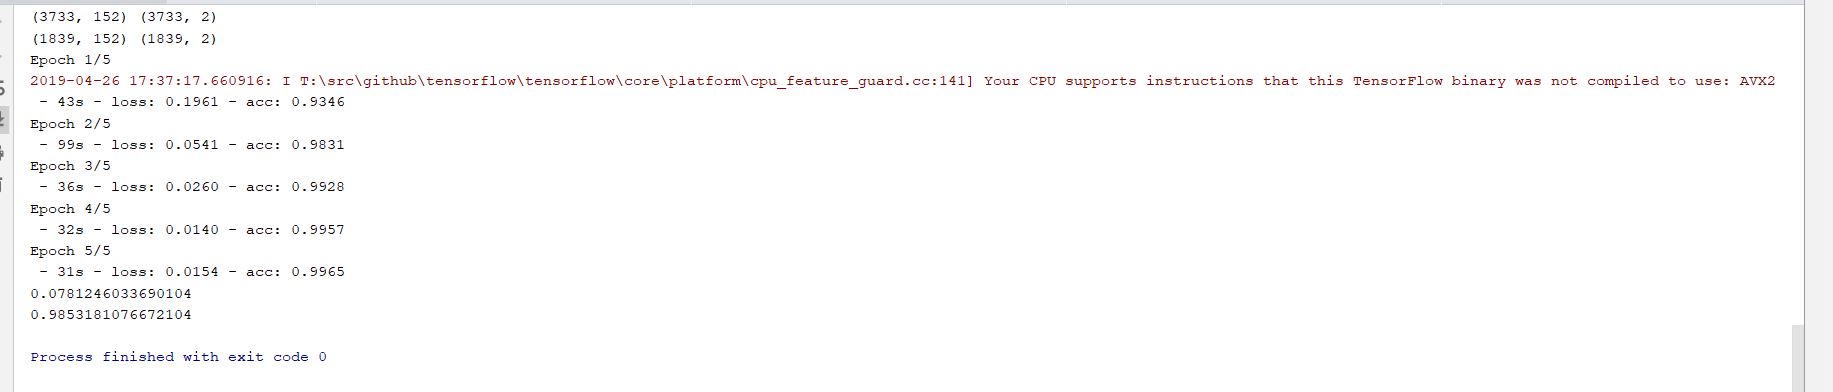 (3733, 152) (3733, 2)
(1839, 152) (1839, 2)
Epoch 1/5
2019-04-26 17:37:17.660916: I T:\src\github\tensorflow\tensorflow\core\platform\cpu_feature_guard.cc:141] Your CPU supports instructions that this TensorFlow binary was not compiled to use: AVX2
 - 43s - loss: 0.1961 - acc: 0.9346
Epoch 2/5
 - 99s - loss: 0.0541 - acc: 0.9831
Epoch 3/5
 - 36s - loss: 0.0260 - acc: 0.9928
Epoch 4/5
 - 32s - loss: 0.0140 - acc: 0.9957
Epoch 5/5
 - 31s - loss: 0.0154 - acc: 0.9965
0.0781246033690104
0.9853181076672104
Process finished with exit code 0